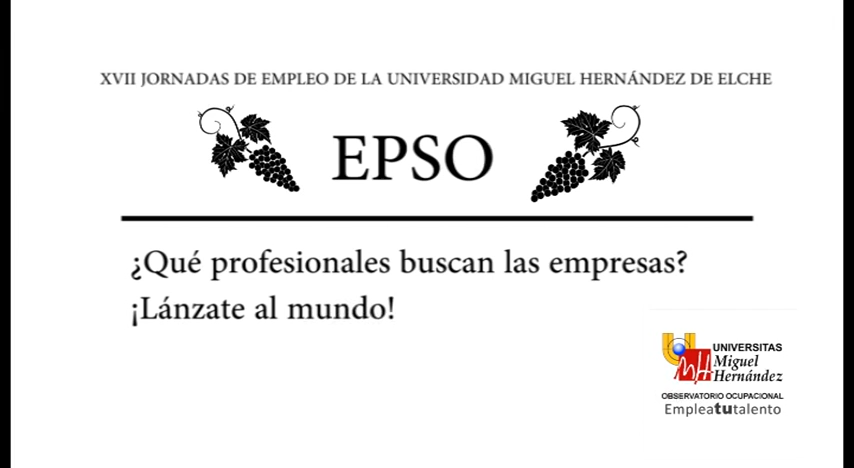 XVII JORNADAS DE EMPLEO DE LA UNIVERSIDAD MIGUEL HERNÁNDEZ DE ELCHE
EPSO
¿Qué profesionales buscan las empresas?
¡Lánzate al mundo!
UNIVERSITAS
Miguel
Hernández
OBSERVATORIO OCUPACIONAL
Empleatutalento